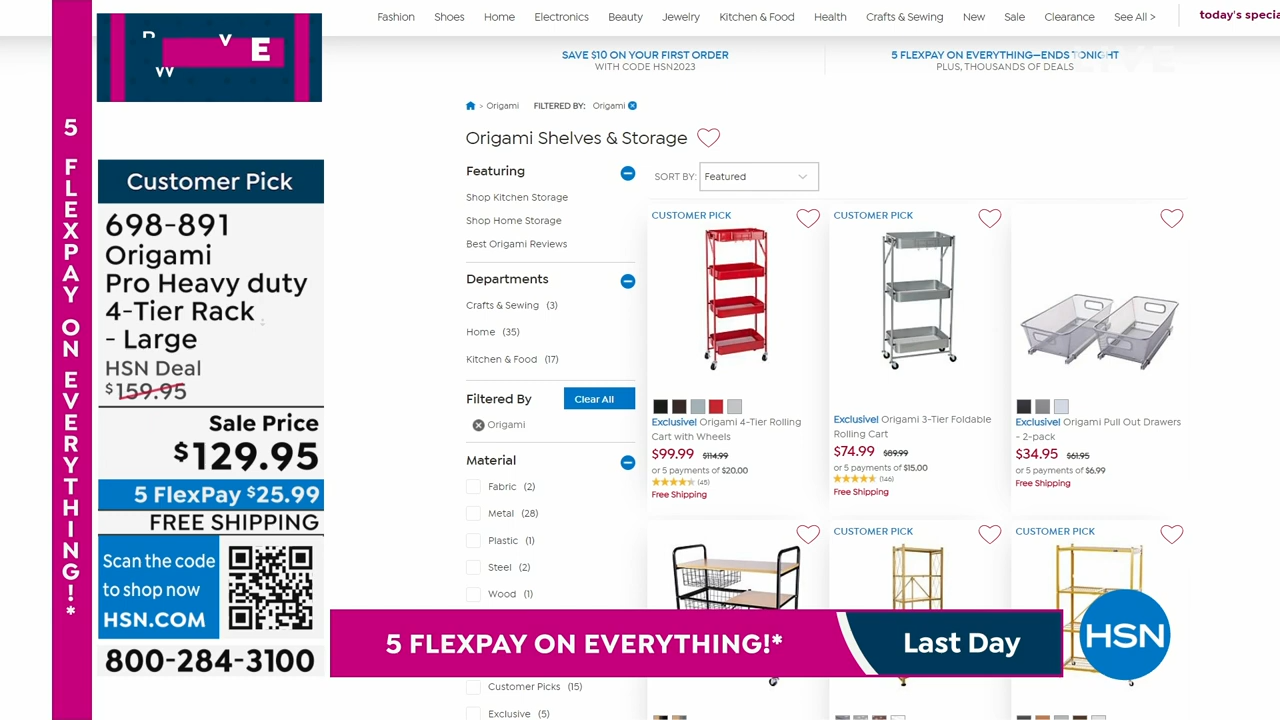 Fashion Shoes Home Electronics Beauty Jewelry Kitchen & Food Health Crafts & Sewing New Sale Clearance See All >
SAVE $10 ON YOUR FIRST ORDER
WITH CODE HSN2023
5 FLEXPAY ON EVERYTHING—ENDS TONIGHT
PLUS, THOUSANDS OF DEALS
5 FLEXPAY ON EVERYTHING!*
Customer Pick
698-891
Origami
Pro Heavy duty
4-Tier Rack
- Large
HSN Deal
$159.95
Sale Price
$129.95
5 FlexPay $25.99
FREE SHIPPING
Scan the code
to shop now
HSN.COM
800-284-3100
> Origami FILTERED BY: Origami
Origami Shelves & Storage
Featuring
Shop Kitchen Storage
Shop Home Storage
Best Origami Reviews
Departments
Crafts & Sewing (3)
Home (35)
Kitchen & Food (17)
Filtered By
Clear All
Origami
Material
Fabric (2)
Metal (28)
Plastic (1)
Steel (2)
Wood (1)
Customer Picks (15)
Exclusive (5)
SORT BY: Featured
CUSTOMER PICK
Exclusive! Origami 4-Tier Rolling
Cart with Wheels
$99.99 $114.99
or 5 payments of $20.00
(45)
Free Shipping
CUSTOMER PICK
Exclusive! Origami 3-Tier Foldable
Rolling Cart
$74.99 $89.99
or 5 payments of $15.00
(146)
Free Shipping
Exclusive! Origami Pull Out Drawers
- 2-pack
$34.95 $61.95
or 5 payments of $6.99
Free Shipping
CUSTOMER PICK
CUSTOMER PICK
5 FLEXPAY ON EVERYTHING!*
Last Day
HSN